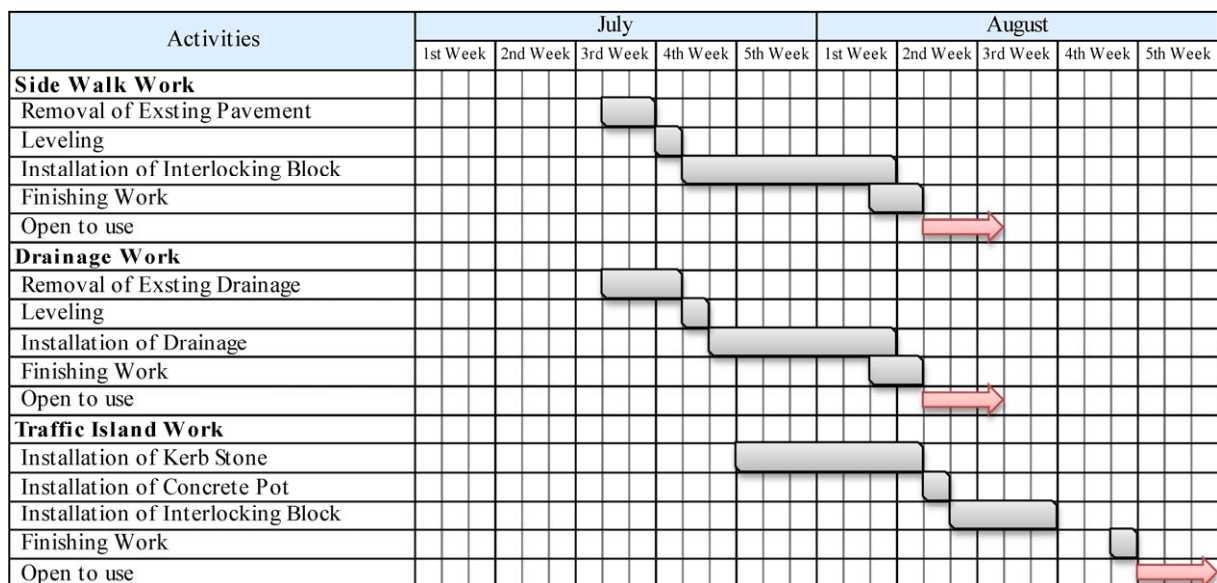 Activities
July
August
1st Week 2nd Week 3rd Week 4th Week 5th Week 1st Week 2nd Week 3rd Week 4th Week 5th Week
Side Walk Work
Removal of Exsting Pavement
Leveling
Installation of Interlocking Block
Finishing Work
Open to use
Drainage Work
Removal of Exsting Drainage
Leveling
Installation of Drainage
Finishing Work
Open to use
Traffic Island Work
Installation of Kerb Stone
Installation of Concrete Pot
Installation of Interlocking Block
Finishing Work
Open to use